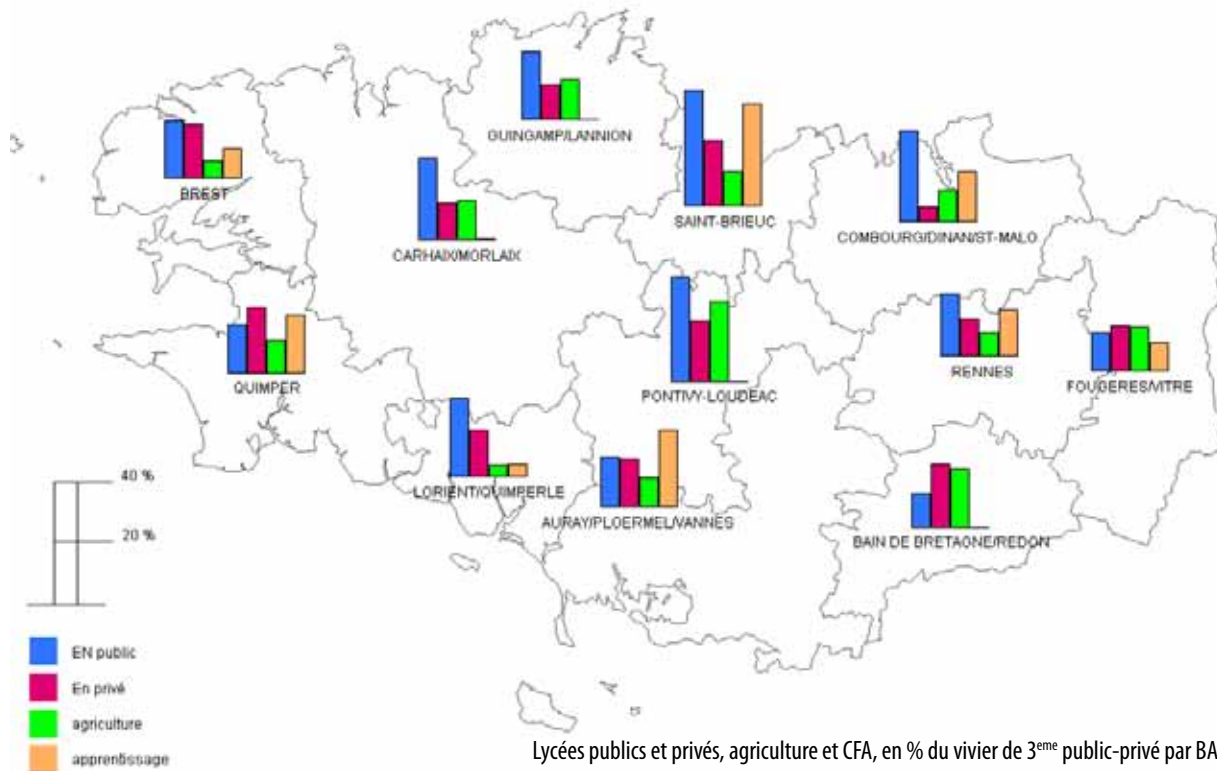 GUINGAMP/LANNION
BREST
SAINT-BRIEUC
COMBOURG/DINAN/ST-MALO
CARHAIX/MORLAIX
QUIMPER
PONTIVY-LOUDEAC
RENNES
FOUGERES/VITRE
LORIENT/QUIMPERLE
AURAY/PLOERMEL/VANNES
BAIN DE BRETAGNE/REDON
40 %
20 %
EN public
En privé
agriculture
apprentissage
Lycées publics et privés, agriculture et CFA, en % du vivier de 3eme public-privé par BA